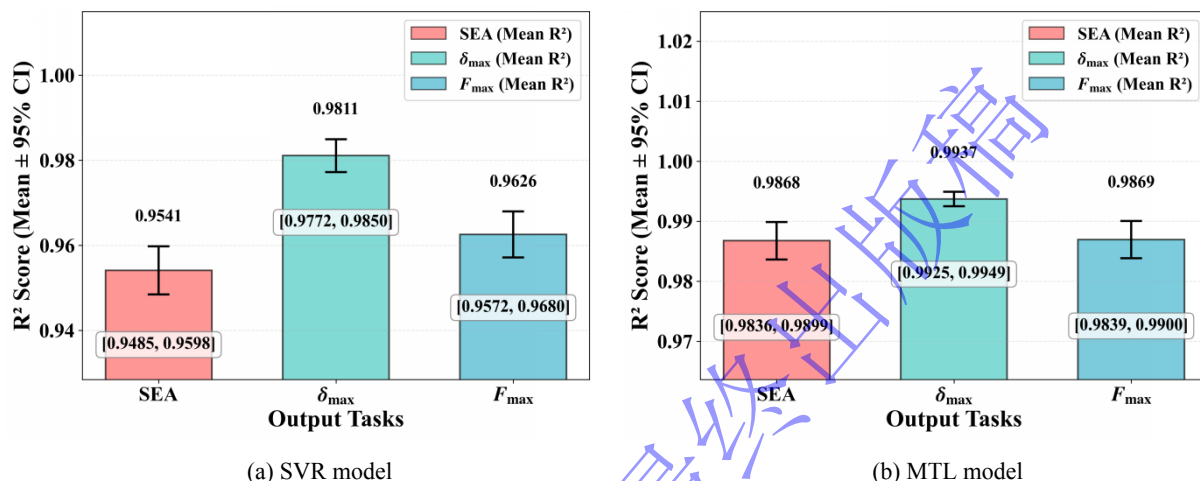 R² Score (Mean ± 95% CI)
1.00
0.98
0.96
0.94
SEA (Mean R²)
δmax (Mean R²)
Fmax (Mean R²)
0.9541
0.9811
0.9626
[0.9485, 0.9598]
[0.9772, 0.9850]
[0.9572, 0.9680]
SEA
δmax
Fmax
Output Tasks
(a) SVR model
R² Score (Mean ± 95% CI)
1.02
1.01
1.00
0.99
0.98
0.97
SEA (Mean R²)
δmax (Mean R²)
Fmax (Mean R²)
0.9868
0.9937
0.9869
[0.9836, 0.9899]
[0.9925, 0.9949]
[0.9839, 0.9900]
SEA
δmax
Fmax
Output Tasks
(b) MTL model
终出版稿